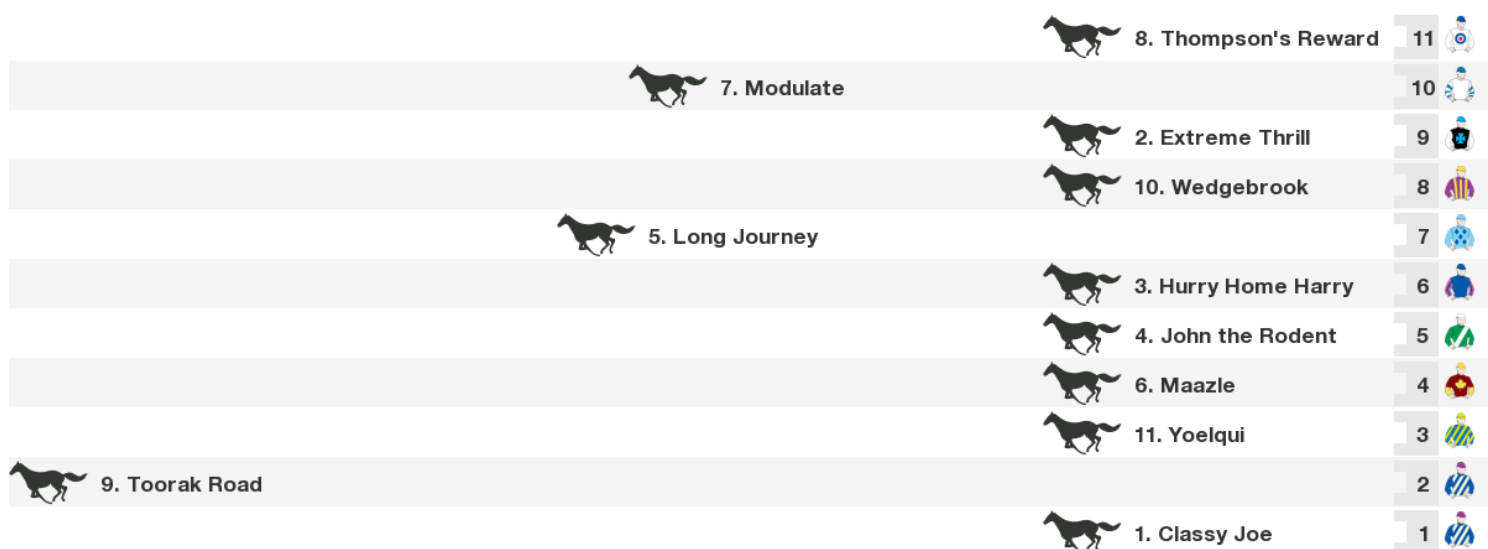 8. Thompson's Reward 11
7. Modulate 10
2. Extreme Thrill 9
10. Wedgebrook 8
5. Long Journey 7
3. Hurry Home Harry 6
4. John the Rodent 5
6. Maazle 4
11. Yoelqui 3
9. Toorak Road 2
1. Classy Joe 1